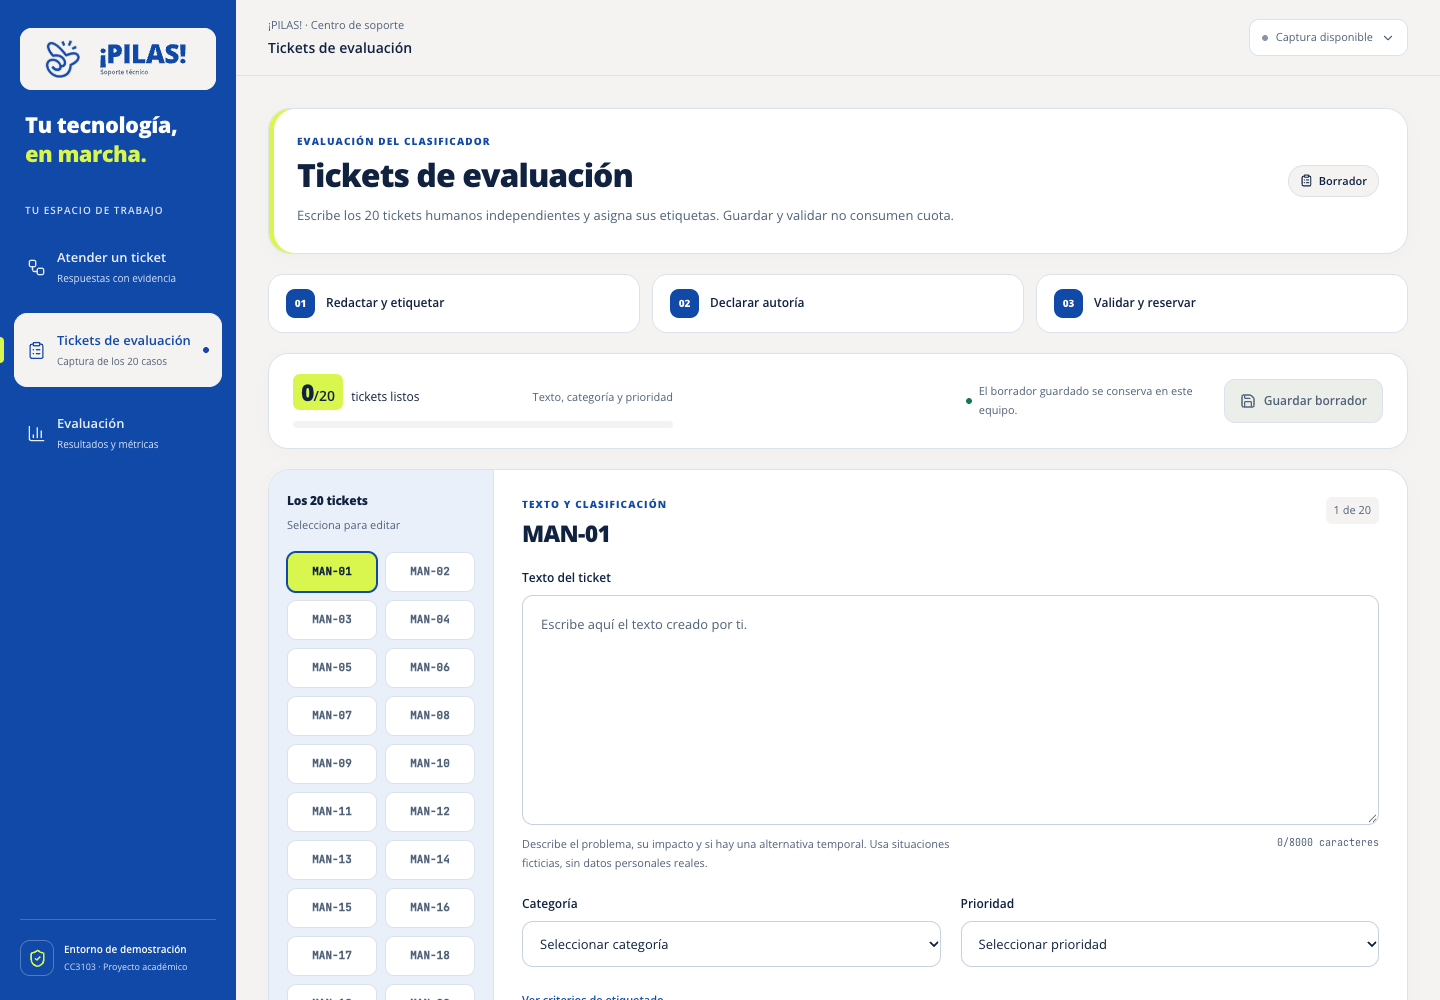 ¡PILAS!
Soporte técnico
Tu tecnología,
en marcha.
TU ESPACIO DE TRABAJO
Atender un ticket
Respuestas con evidencia
Tickets de evaluación
Captura de los 20 casos
Evaluación
Resultados y métricas
Entorno de demostración
CC3103 · Proyecto académico
¡PILAS! · Centro de soporte
Tickets de evaluación
Captura disponible
EVALUACIÓN DEL CLASIFICADOR
Tickets de evaluación
Escribe los 20 tickets humanos independientes y asigna sus etiquetas. Guardar y validar no consumen cuota.
Borrador
01 Redactar y etiquetar
02 Declarar autoría
03 Validar y reservar
0/20 tickets listos
Texto, categoría y prioridad
El borrador guardado se conserva en este
equipo.
Guardar borrador
Los 20 tickets
Selecciona para editar
MAN-01 MAN-02
MAN-03 MAN-04
MAN-05 MAN-06
MAN-07 MAN-08
MAN-09 MAN-10
MAN-11 MAN-12
MAN-13 MAN-14
MAN-15 MAN-16
MAN-17 MAN-18
TEXTO Y CLASIFICACIÓN
MAN-01
1 de 20
Texto del ticket
Escribe aquí el texto creado por ti.
Describe el problema, su impacto y si hay una alternativa temporal. Usa situaciones
ficticias, sin datos personales reales.
0/8000 caracteres
Categoría
Seleccionar categoría
Prioridad
Seleccionar prioridad
Ver criterios de etiquetado